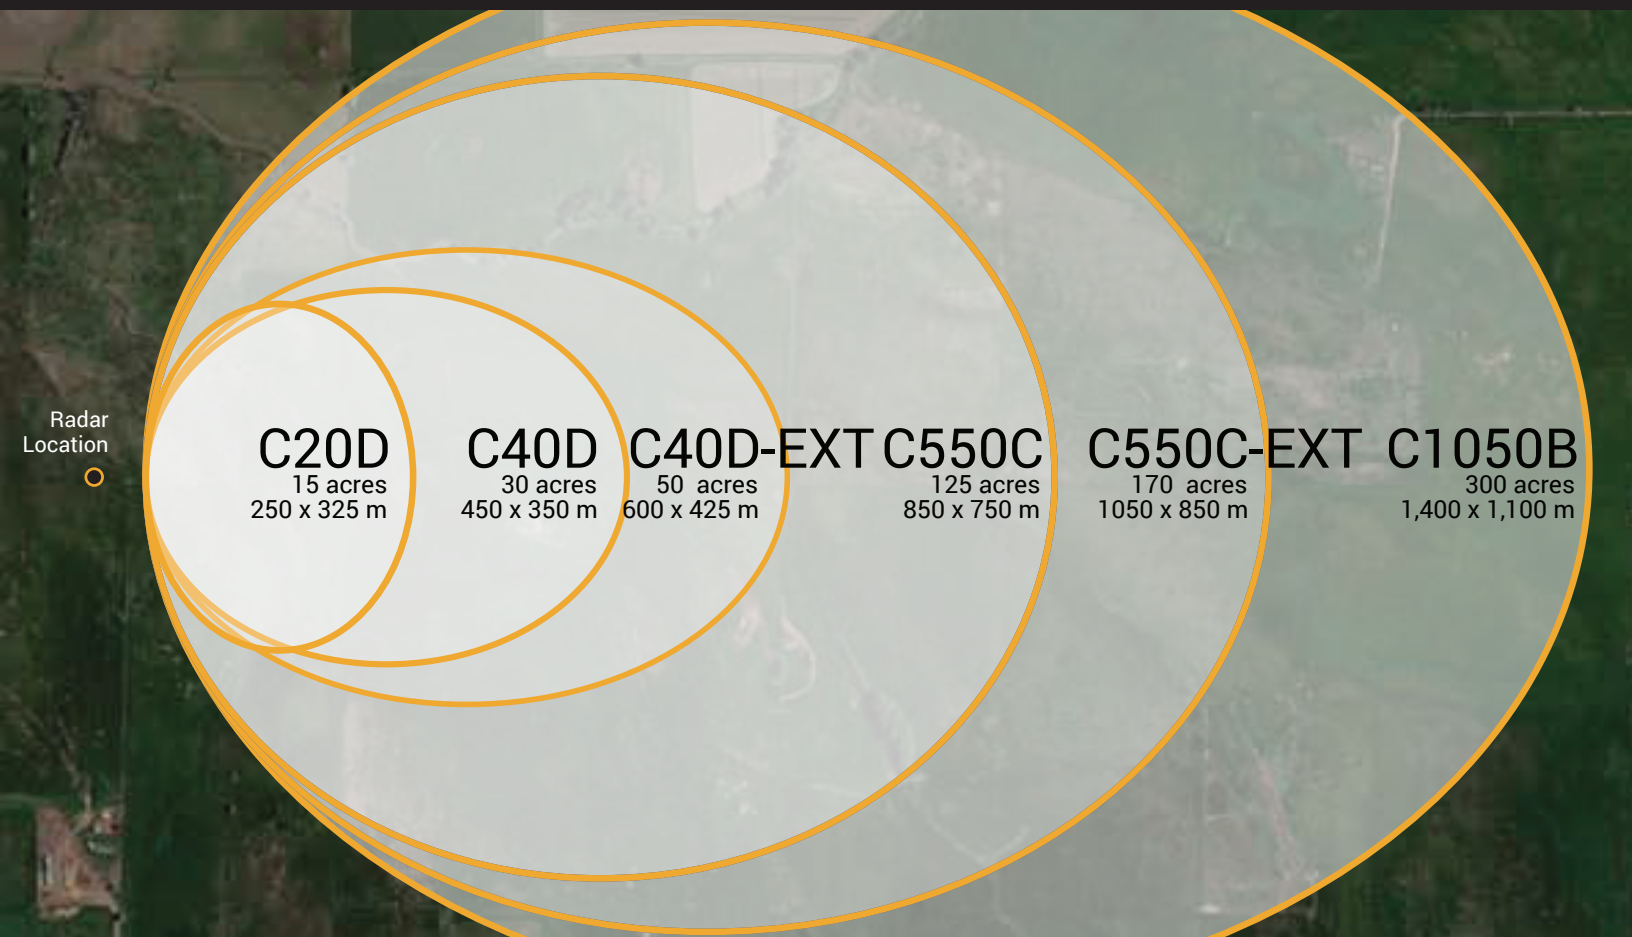 Radar
Location
C20D
15 acres
250 x 325 m
C40D
30 acres
450 x 350 m
C40D-EXT
50 acres
600 x 425 m
C550C
125 acres
850 x 750 m
C550C-EXT
170 acres
1050 x 850 m
C1050B
300 acres
1,400 x 1,100 m